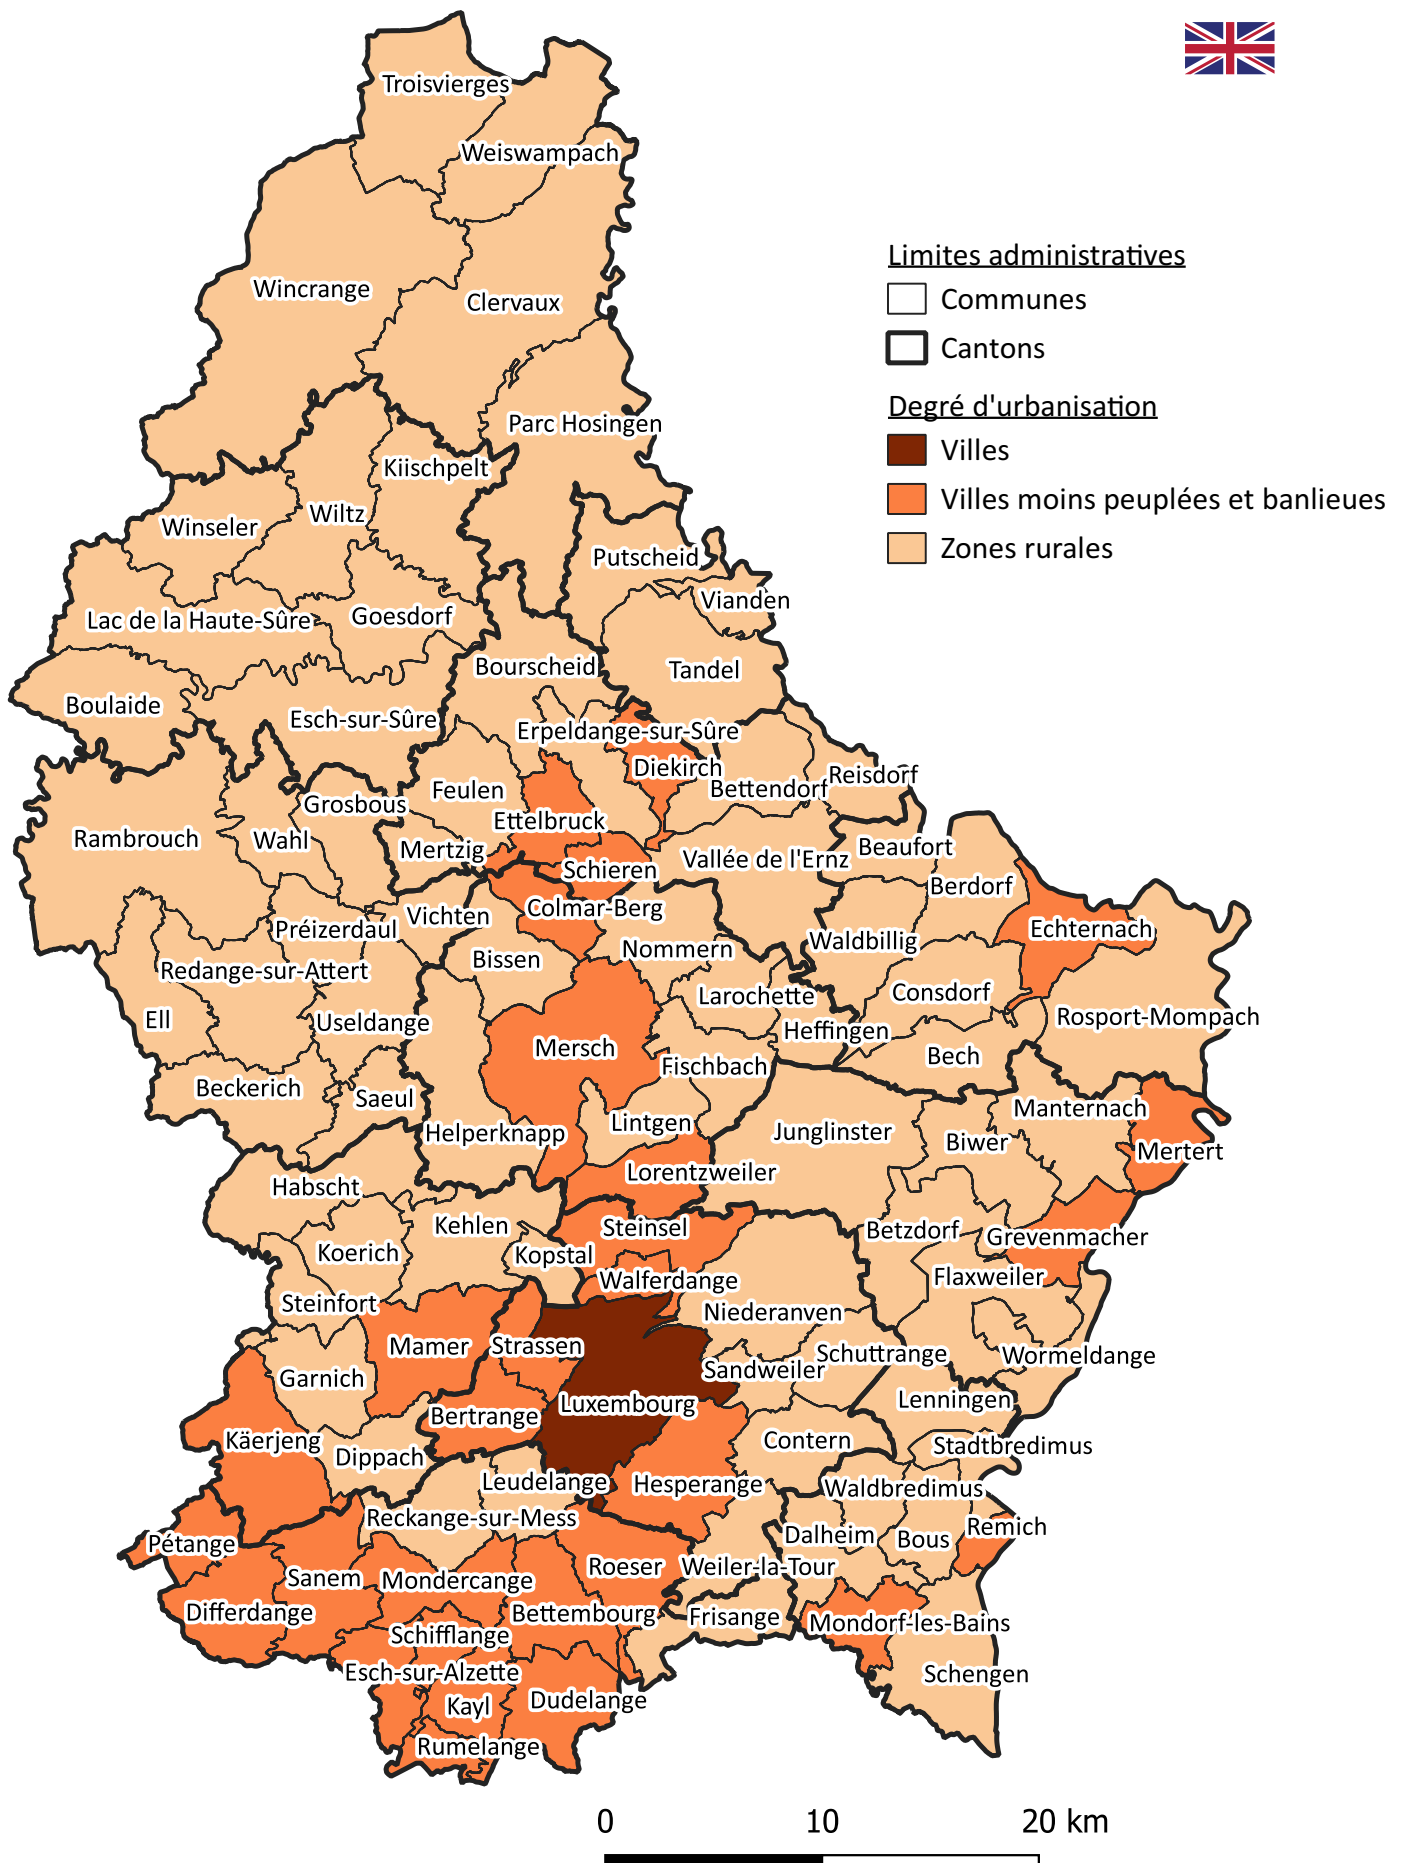 Troisvierges
Weiswampach
Limites administratives
Wincrange
Communes
Clervaux
Cantons
Degré d'urbanisation
Parc Hosingen
Villes
Kiischpelt
Villes moins peuplées et banlieues
Wiltz
Winseler
Zones rurales
Putscheid
Vianden
Lac de la Haute-Sûre
Goesdorf
Bourscheid
Tandel
Boulaide
Esch-sur-Sûre
Erpeldange-sur-Sûre
Diekirch
Reisdorf
Feulen
Bettendorf
Grosbous
Ettelbruck
Rambrouch
Wahl
Beaufort
Mertzig
Vallée de l'Ernz
Schieren
Berdorf
Colmar-Berg
Vichten
Préizerdaul
Echternach
Waldbillig
Nommern
Bissen
Redange-sur-Attert
Consdorf
Larochette
Rosport-Mompach
Ell
Useldange
Heffingen
Mersch
Bech
Fischbach
Beckerich
Saeul
Manternach
Lintgen
Junglinster
Helperknapp
Biwer
Mertert
Lorentzweiler
Habscht
Kehlen
Steinsel
Betzdorf
Grevenmacher
Koerich
Kopstal
Flaxweiler
Walferdange
Steinfort
Niederanven
Mamer
Strassen
Schuttrange
Wormeldange
Sandweiler
Garnich
Lenningen
Luxembourg
Bertrange
Käerjeng
Contern
Stadtbredimus
Dippach
Leudelange
Hesperange
Waldbredimus
Reckange-sur-Mess
Remich
Dalheim
Bous
Pétange
Roeser
Weiler-la-Tour
Sanem
Mondercange
Differdange
Bettembourg
Frisange
Mondorf-les-Bains
Schifflange
Esch-sur-Alzette
Schengen
Kayl
Dudelange
Rumelange
0 10 20 km